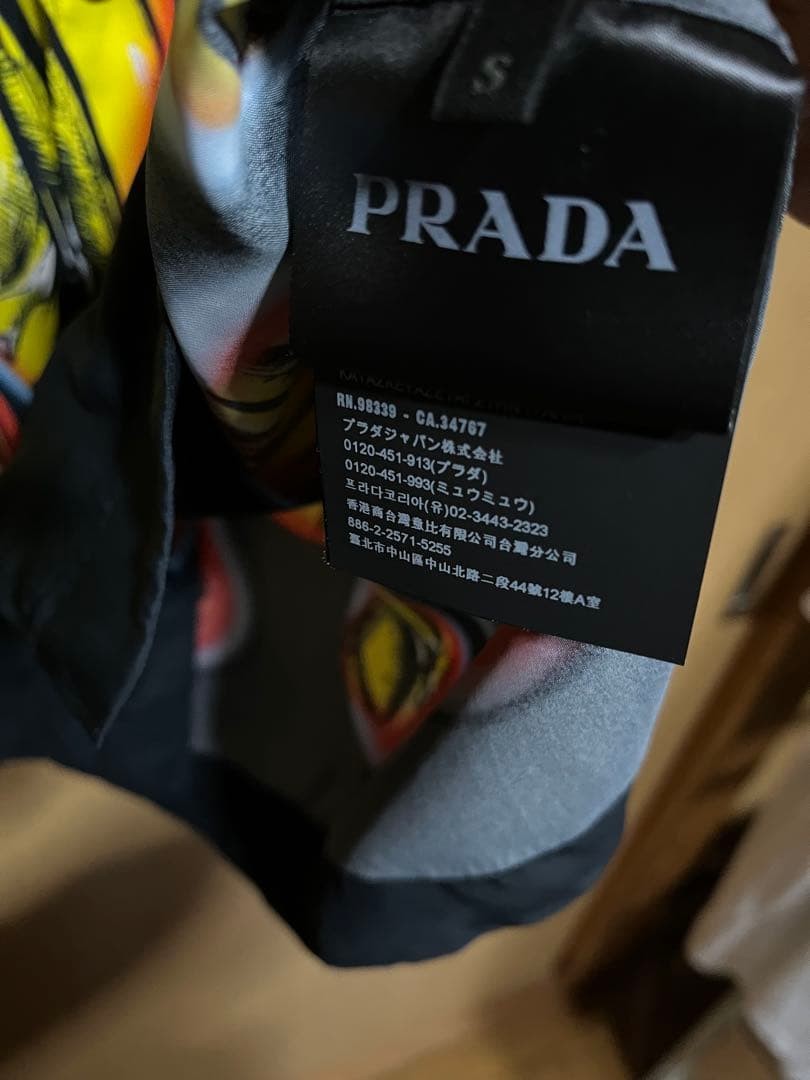 S
PRADA
RN.98339 - CA.34767
プラダジャパン株式会社
0120-451-913(プラダ)
0120-451-993(ミュウミュウ)
프라다코리아(유)02-3443-2323
香港商台灣意比有限公司台灣分公司
886-2-2571-5255
臺北市中山區中山北路二段44號12樓A室